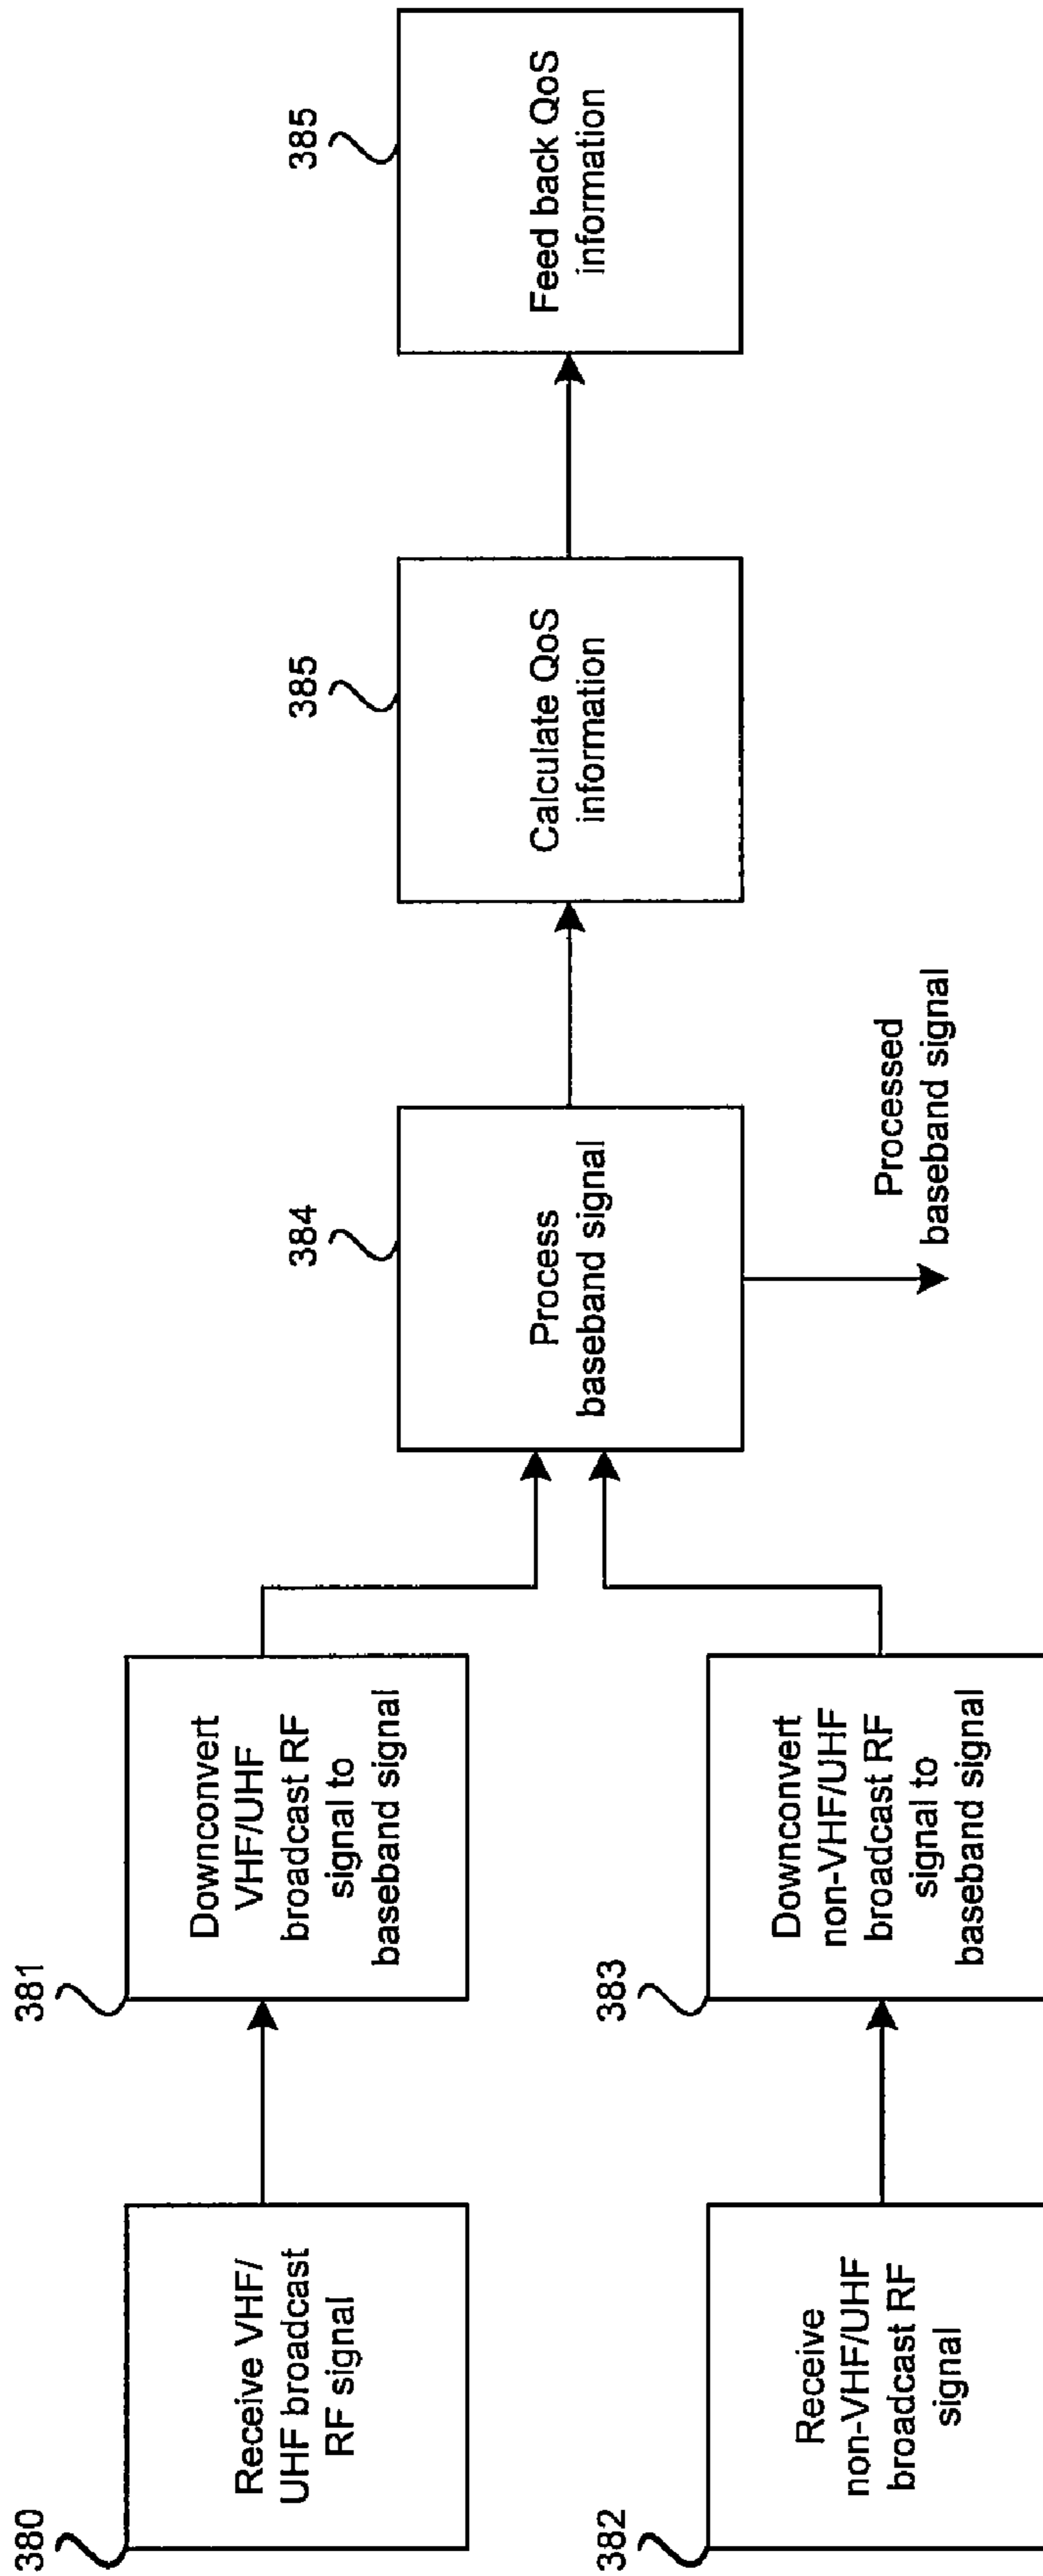 380
Receive VHF/
UHF broadcast
RF signal
381
Downconvert
VHF/UHF
broadcast RF
signal to
baseband signal
382
Receive
non-VHF/UHF
broadcast RF
signal
383
Downconvert
non-VHF/UHF
broadcast RF
signal to
baseband signal
384
Process
baseband signal
Processed
baseband signal
385
Calculate QoS
information
385
Feed back QoS
information